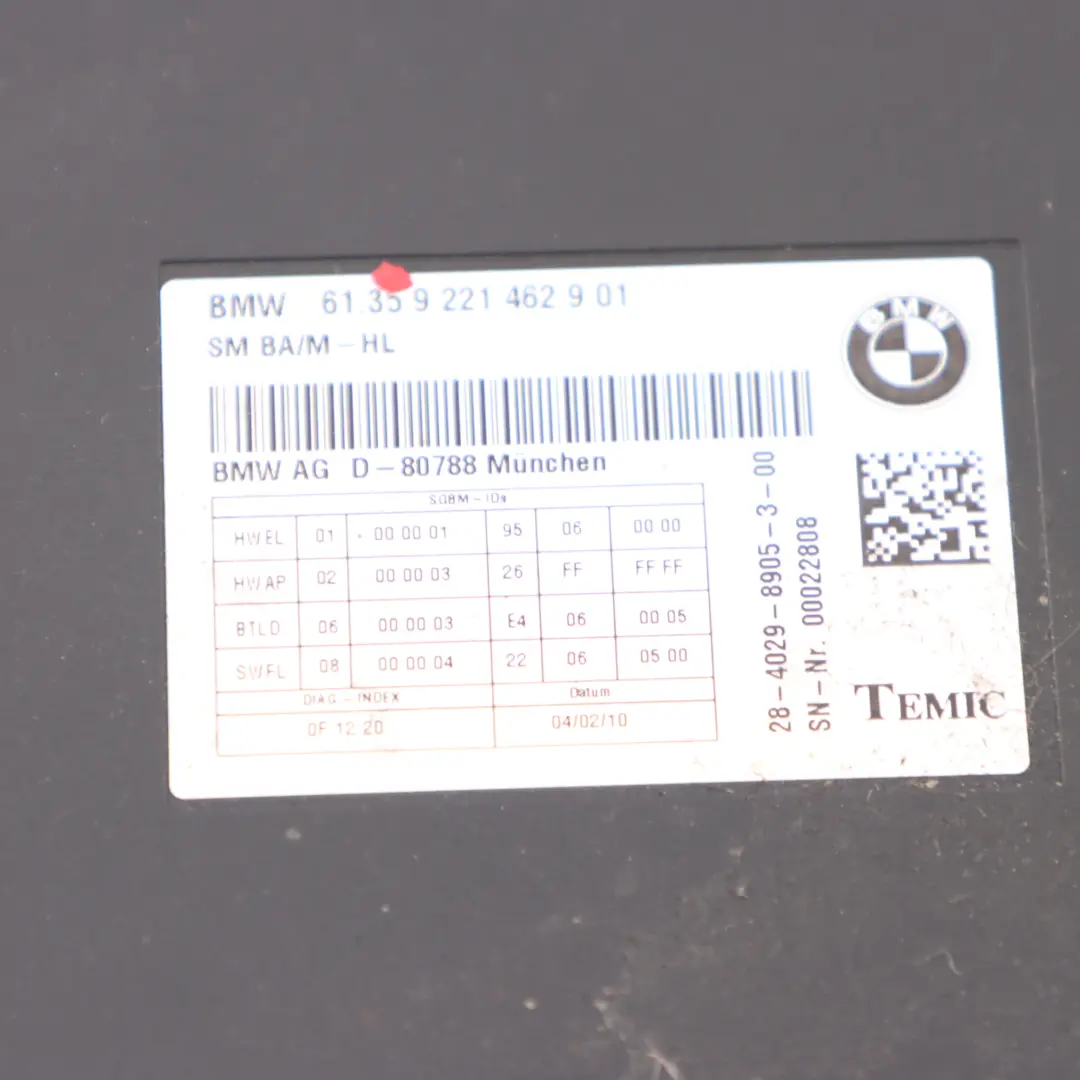 BMW 61.35 9 221 462 9 01
SM BA/M-HL
BMW
BMW AG D-80788 München
SGBM-IDs
HWEL 01 00 00 01 95 06 00 00
HWAP 02 00 00 03 26 FF FF FF
BTLD 06 00 00 03 E4 06 00 05
SWFL 08 00 00 04 22 06 05 00
DIAG-INDEX Datum
0F 12 20 04/02/10
28-4029-8905-3-00
SN-Nr. 00022808
TEMIC